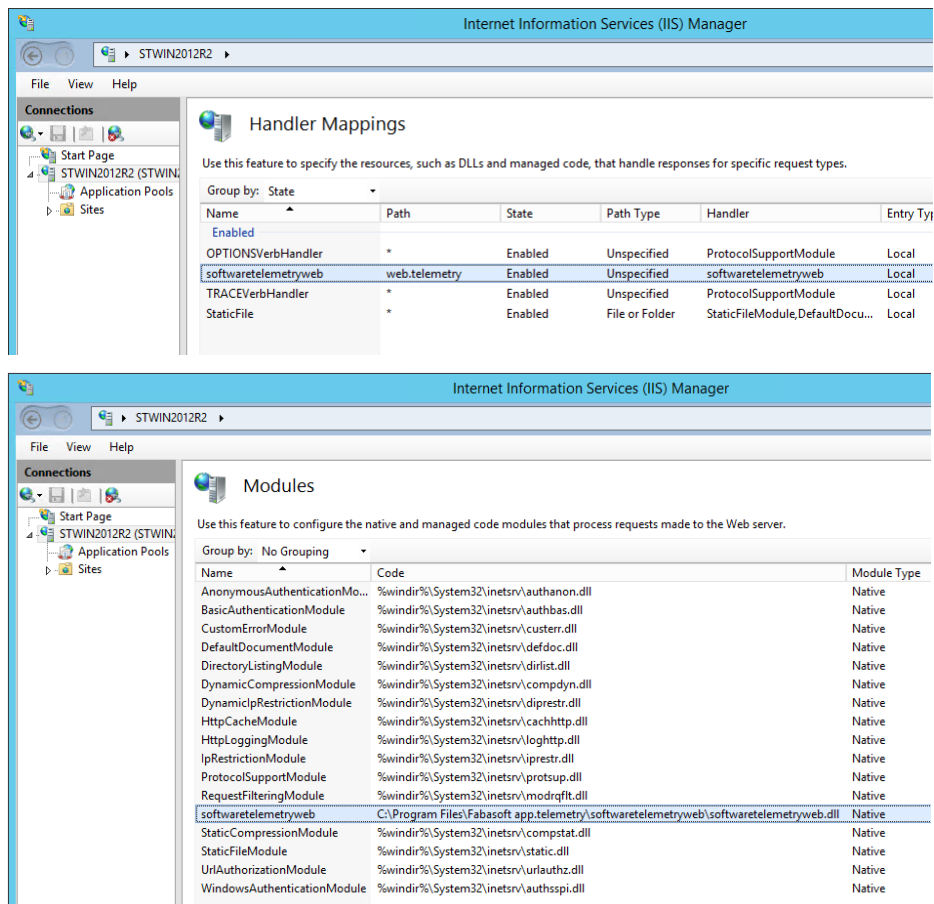 Internet Information Services (IIS) Manager
STWIN2012R2
File View Help
Connections
Start Page
STWIN2012R2 (STWIN
Application Pools
Sites
Handler Mappings
Use this feature to specify the resources, such as DLLs and managed code, that handle responses for specific request types.
Group by: State
Name Path State Path Type Handler Entry Typ
Enabled
OPTIONSVerbHandler * Enabled Unspecified ProtocolSupportModule Local
softwaretelemetryweb web.telemetry Enabled Unspecified softwaretelemetryweb Local
TRACEVerbHandler * Enabled Unspecified ProtocolSupportModule Local
StaticFile * Enabled File or Folder StaticFileModule,DefaultDocu... Local
Internet Information Services (IIS) Manager
STWIN2012R2
File View Help
Connections
Start Page
STWIN2012R2 (STWIN
Application Pools
Sites
Modules
Use this feature to configure the native and managed code modules that process requests made to the Web server.
Group by: No Grouping
Name Code Module Type
AnonymousAuthenticationMo... %windir%\System32\inetsrv\authanon.dll Native
BasicAuthenticationModule %windir%\System32\inetsrv\authbas.dll Native
CustomErrorModule %windir%\System32\inetsrv\custerr.dll Native
DefaultDocumentModule %windir%\System32\inetsrv\defdoc.dll Native
DirectoryListingModule %windir%\System32\inetsrv\dirlist.dll Native
DynamicCompressionModule %windir%\System32\inetsrv\compdyn.dll Native
DynamicIpRestrictionModule %windir%\System32\inetsrv\diprestr.dll Native
HttpCacheModule %windir%\System32\inetsrv\cachhttp.dll Native
HttpLoggingModule %windir%\System32\inetsrv\loghttp.dll Native
IpRestrictionModule %windir%\System32\inetsrv\iprestr.dll Native
ProtocolSupportModule %windir%\System32\inetsrv\protsup.dll Native
RequestFilteringModule %windir%\System32\inetsrv\modrqflt.dll Native
softwaretelemetryweb C:\Program Files\Fabasoft app.telemetry\softwaretelemetryweb\softwaretelemetryweb.dll Native
StaticCompressionModule %windir%\System32\inetsrv\compstat.dll Native
StaticFileModule %windir%\System32\inetsrv\static.dll Native
UrlAuthorizationModule %windir%\System32\inetsrv\urlauthz.dll Native
WindowsAuthenticationModule %windir%\System32\inetsrv\authsspi.dll Native